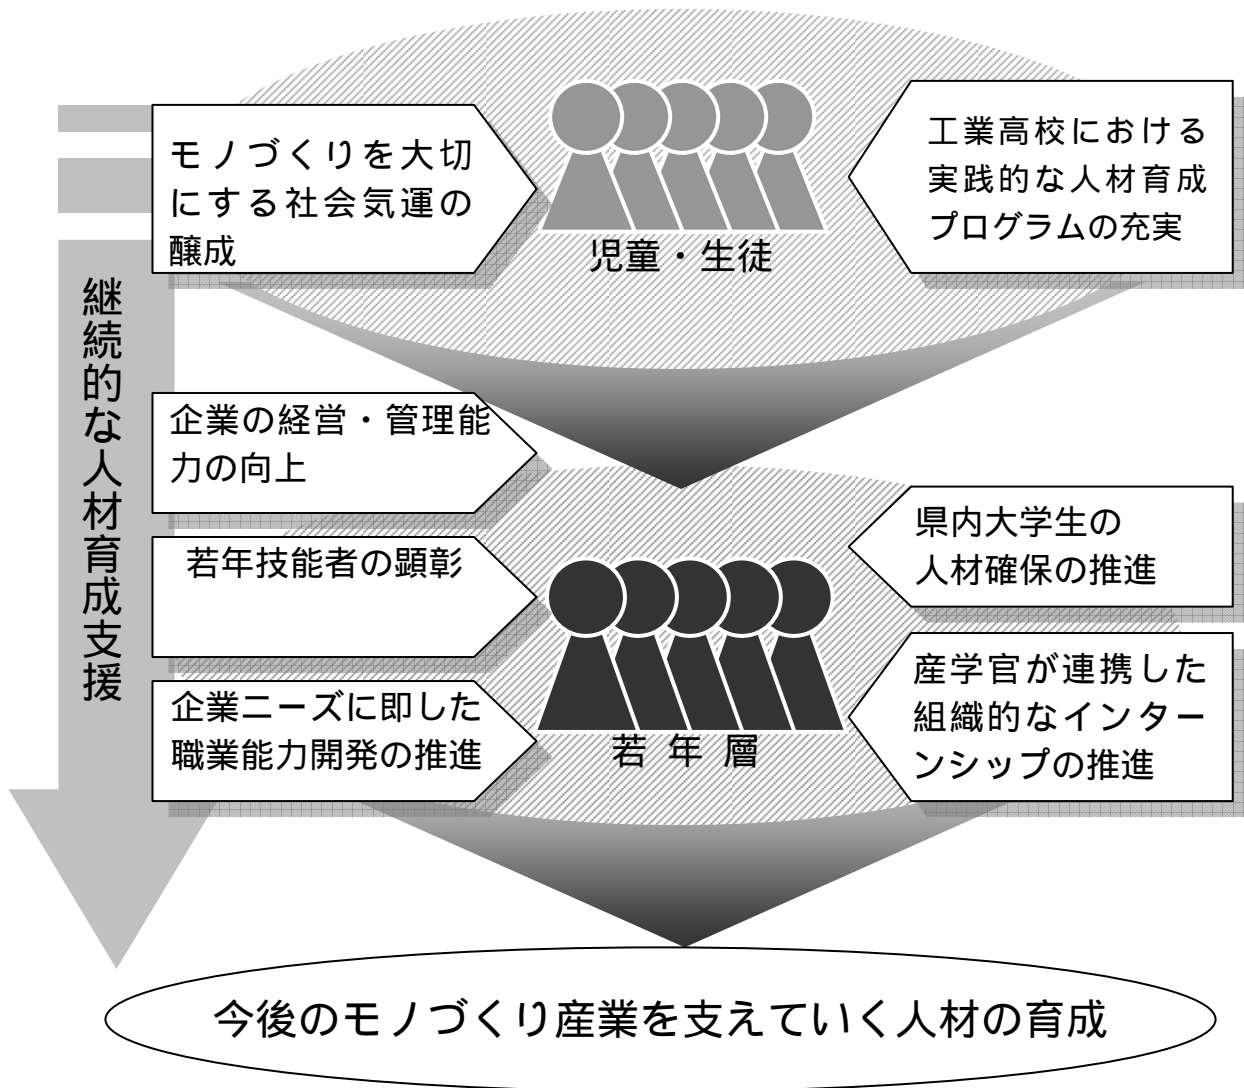 モノづくりを大切
にする社会気運の
醸成
工業高校における
実践的な人材育成
プログラムの充実
児童・生徒
継続的な人材育成支援
企業の経営・管理能
力の向上
若年技能者の顕彰
企業ニーズに即した
職業能力開発の推進
県内大学生の
人材確保の推進
産学官が連携した
組織的なインター
ンシップの推進
若年層
今後のモノづくり産業を支えていく人材の育成